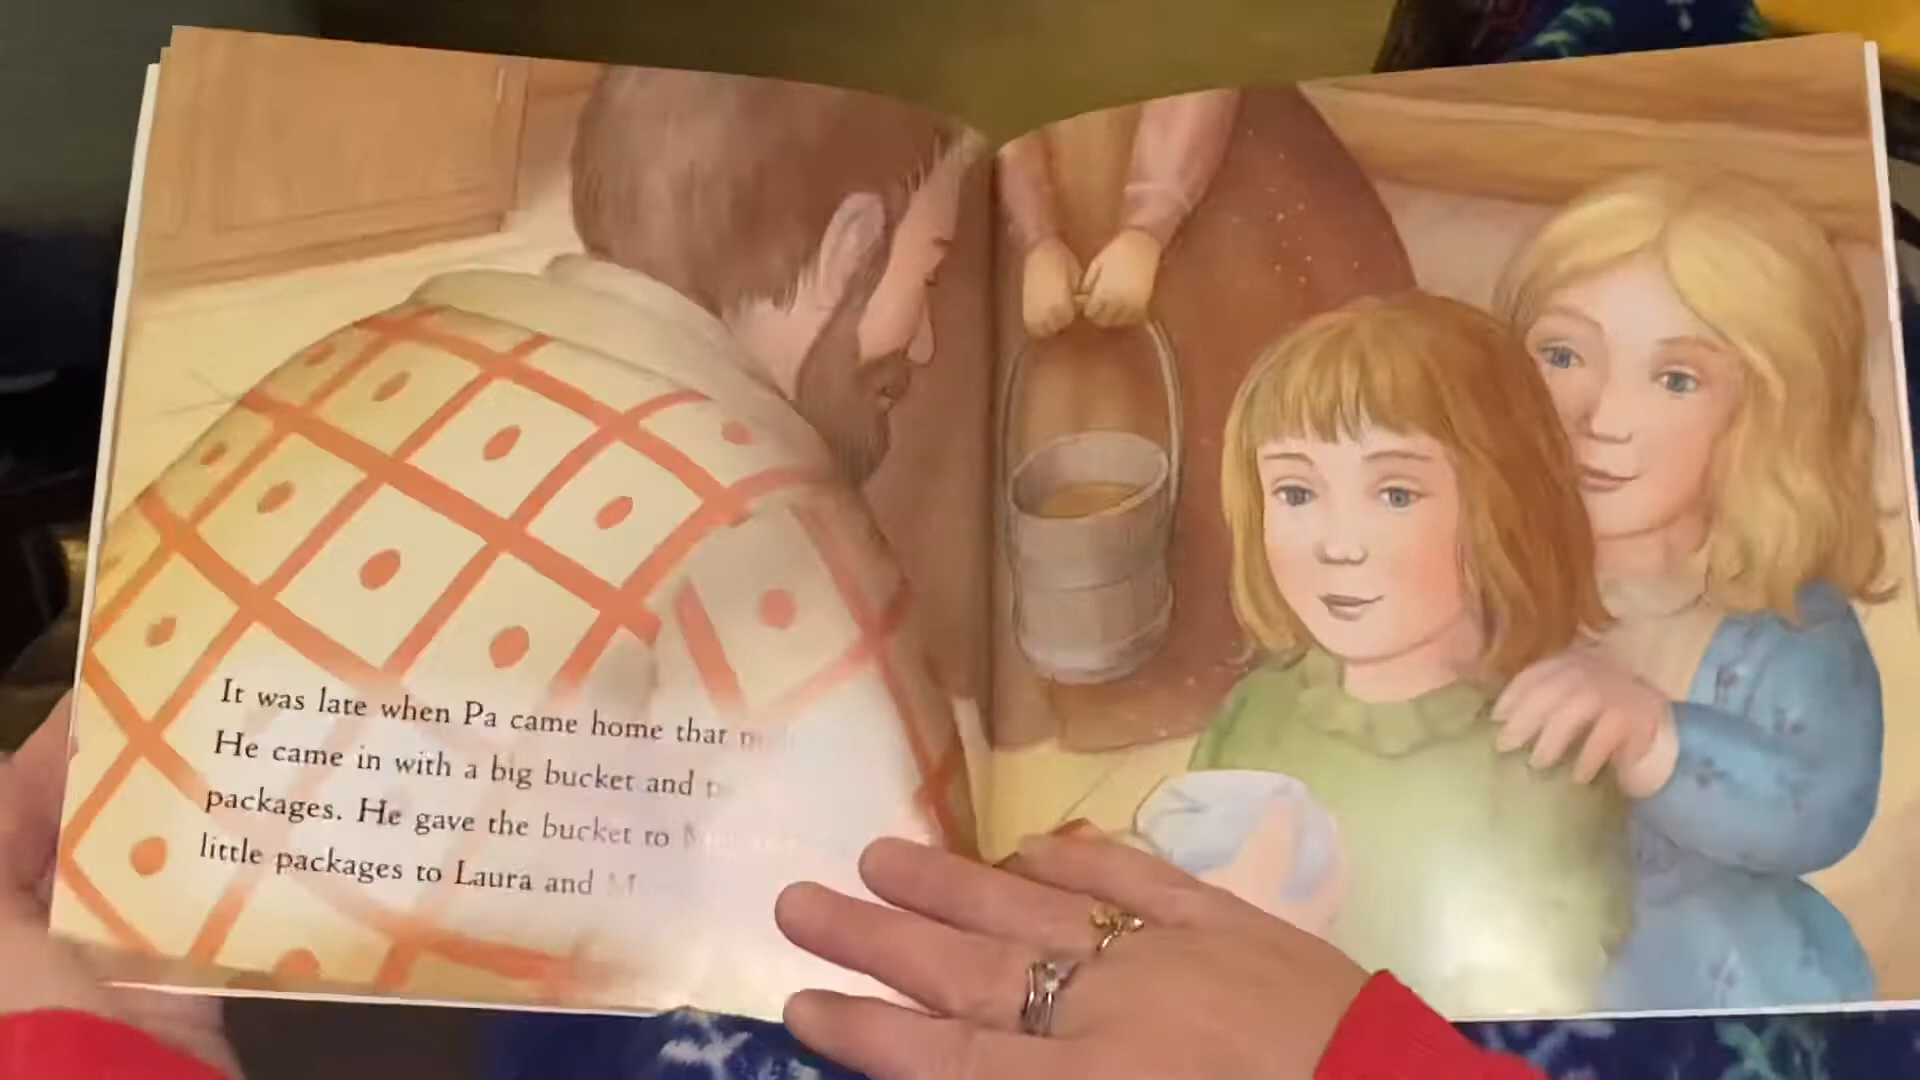 It was late when Pa came home that
He came in with a big bucket and
packages. He gave the bucket to
little packages to Laura and